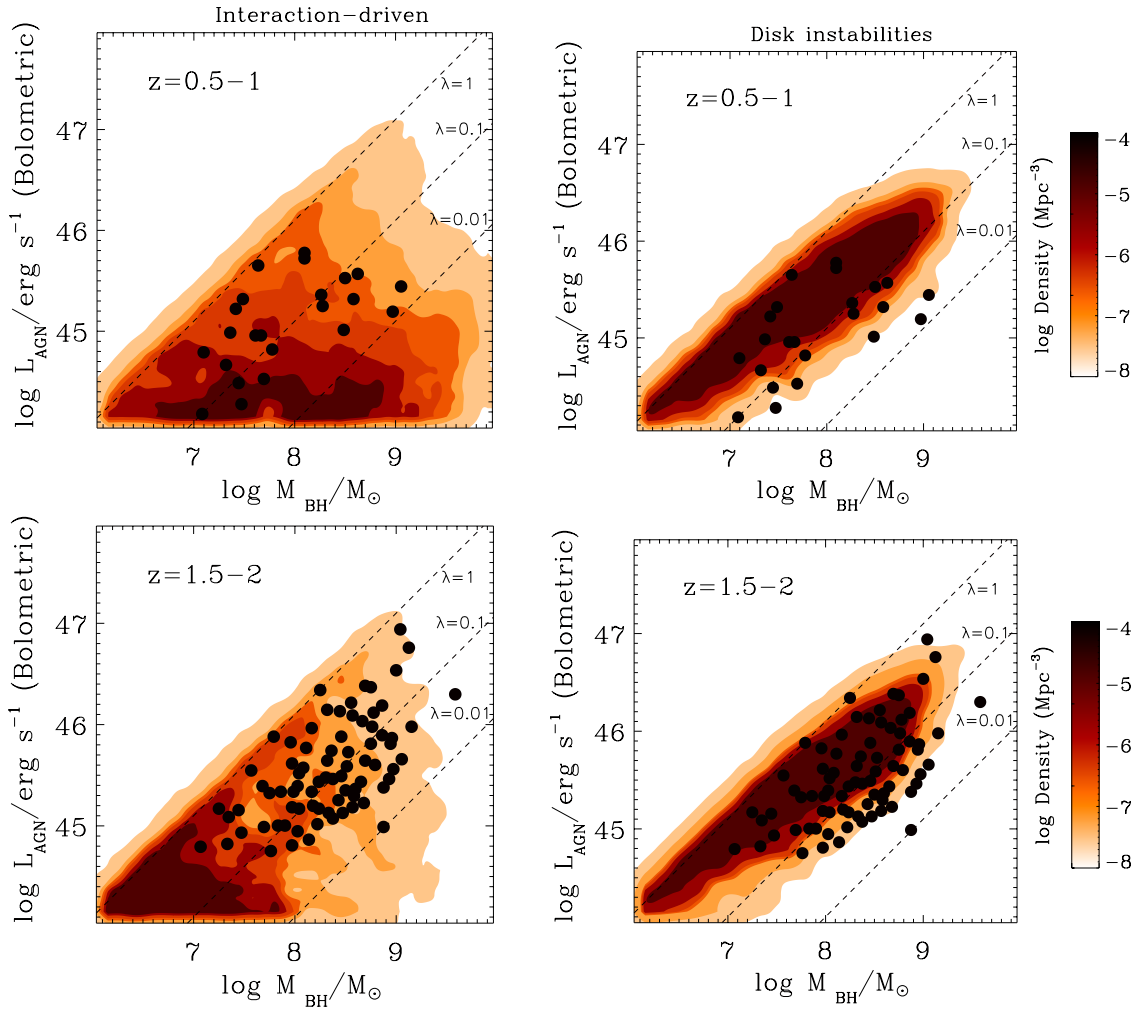 Interaction-driven
z=0.5-1
λ=1
λ=0.1
λ=0.01
47
46
45
log L_AGN/erg s⁻¹ (Bolometric)
7 8 9
log M_BH/M_⊙
Disk instabilities
z=0.5-1
λ=1
λ=0.1
λ=0.01
47
46
45
log L_AGN/erg s⁻¹ (Bolometric)
7 8 9
log M_BH/M_⊙
log Density (Mpc⁻³)
-4
-5
-6
-7
-8
z=1.5-2
λ=1
λ=0.1
λ=0.01
47
46
45
log L_AGN/erg s⁻¹ (Bolometric)
7 8 9
log M_BH/M_⊙
z=1.5-2
λ=1
λ=0.1
λ=0.01
47
46
45
log L_AGN/erg s⁻¹ (Bolometric)
7 8 9
log M_BH/M_⊙
log Density (Mpc⁻³)
-4
-5
-6
-7
-8